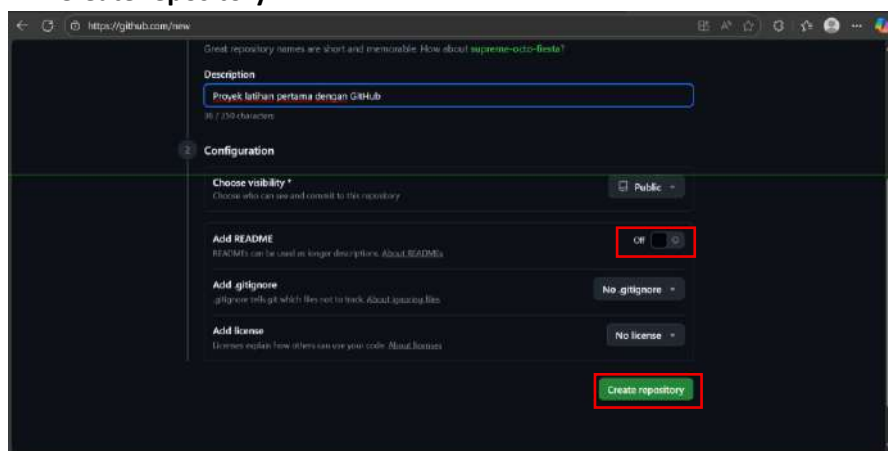 Create repository
https://github.com/new
Great repository names are short and memorable. How about supreme-octo-fiesta?
Description
Proyek latihan pertama dengan GitHub
36 / 350 characters
2
Configuration
Choose visibility *
Choose who can see and commit to this repository
Public
Add README
READMEs can be used as longer descriptions. About READMEs
Off
Add .gitignore
.gitignore tells git which files not to track. About ignoring files
No .gitignore
Add license
Licenses explain how others can use your code. About licenses
No license
Create repository